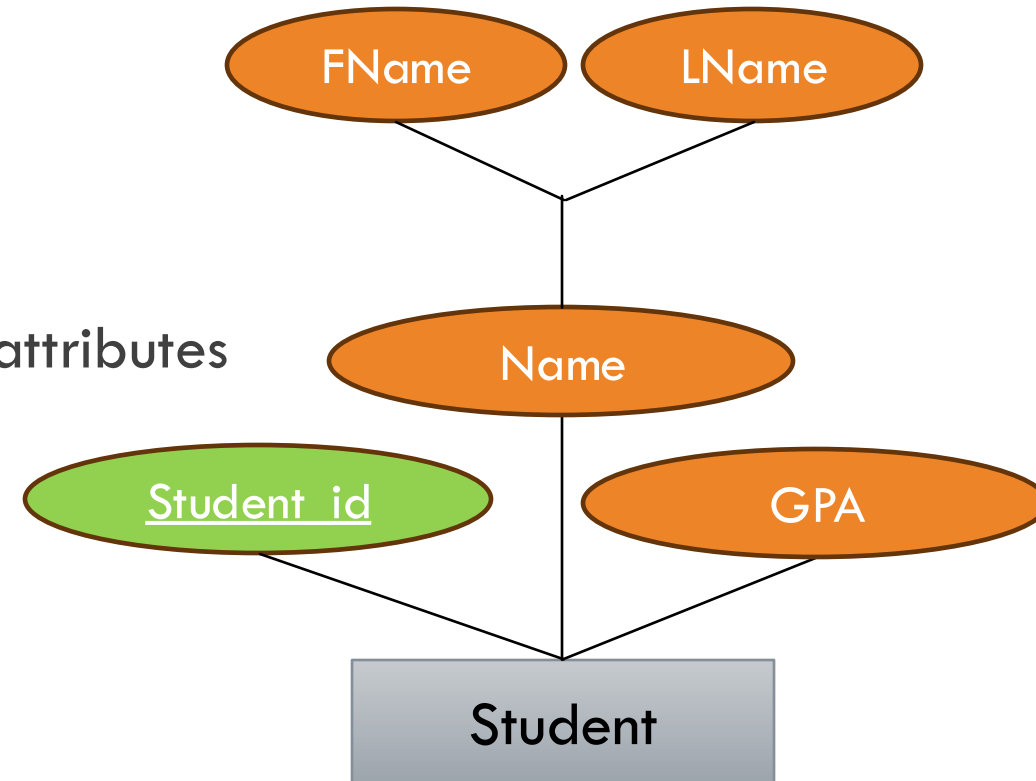 FName
LName
attributes
Name
Student_id
GPA
Student